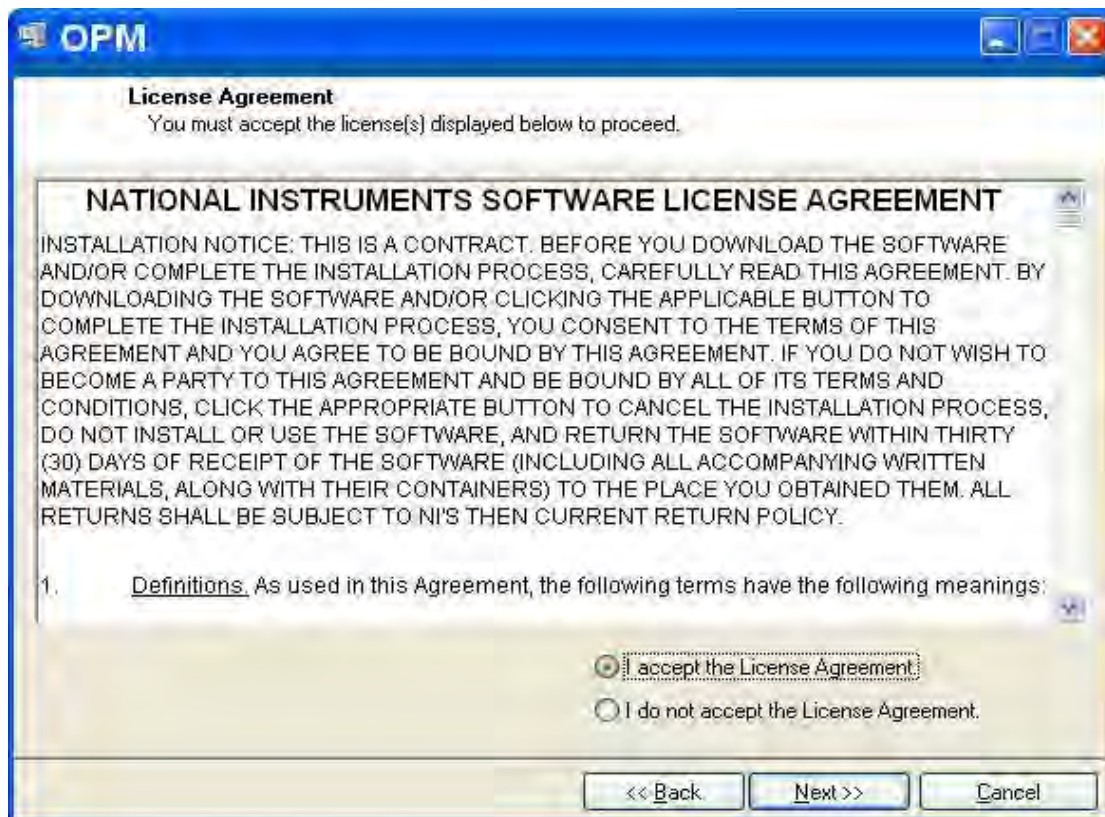 OPM
License Agreement
You must accept the license(s) displayed below to proceed.
NATIONAL INSTRUMENTS SOFTWARE LICENSE AGREEMENT
INSTALLATION NOTICE: THIS IS A CONTRACT. BEFORE YOU DOWNLOAD THE SOFTWARE
AND/OR COMPLETE THE INSTALLATION PROCESS, CAREFULLY READ THIS AGREEMENT. BY
DOWNLOADING THE SOFTWARE AND/OR CLICKING THE APPLICABLE BUTTON TO
COMPLETE THE INSTALLATION PROCESS, YOU CONSENT TO THE TERMS OF THIS
AGREEMENT AND YOU AGREE TO BE BOUND BY THIS AGREEMENT. IF YOU DO NOT WISH TO
BECOME A PARTY TO THIS AGREEMENT AND BE BOUND BY ALL OF ITS TERMS AND
CONDITIONS, CLICK THE APPROPRIATE BUTTON TO CANCEL THE INSTALLATION PROCESS,
DO NOT INSTALL OR USE THE SOFTWARE, AND RETURN THE SOFTWARE WITHIN THIRTY
(30) DAYS OF RECEIPT OF THE SOFTWARE (INCLUDING ALL ACCOMPANYING WRITTEN
MATERIALS, ALONG WITH THEIR CONTAINERS) TO THE PLACE YOU OBTAINED THEM. ALL
RETURNS SHALL BE SUBJECT TO NI'S THEN CURRENT RETURN POLICY.
1. Definitions. As used in this Agreement, the following terms have the following meanings:
I accept the License Agreement.
I do not accept the License Agreement.
<< Back Next >> Cancel